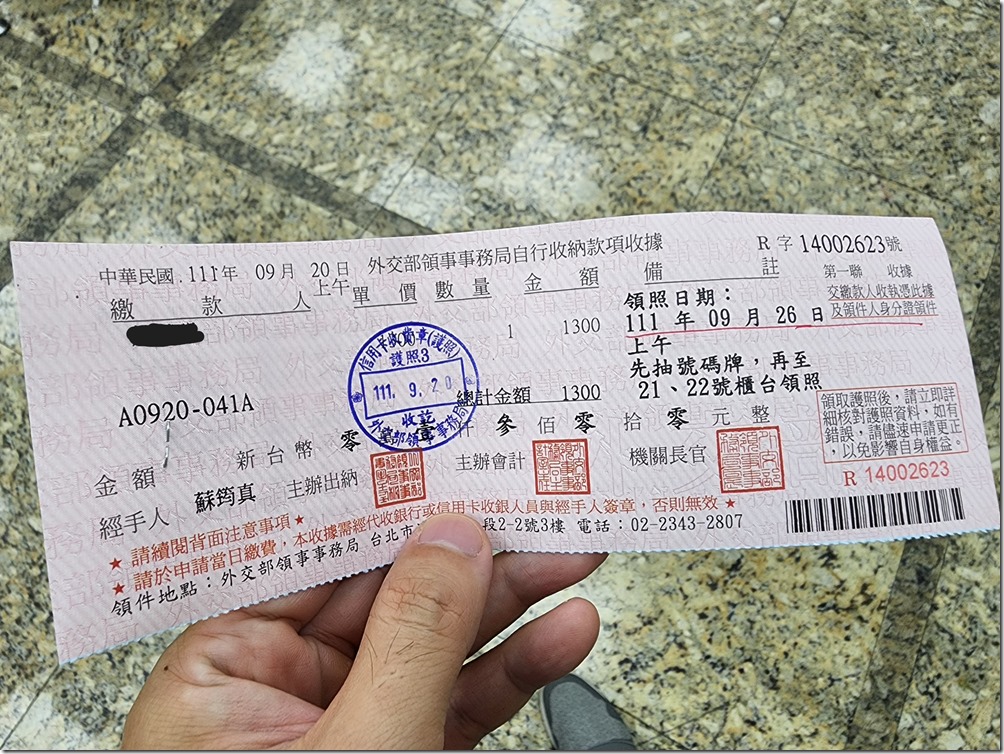 中華民國 111年 09月 20日 外交部領事事務局自行收納款項收據 R字 14002623號
上午
繳 款 人 單 價 數 量 金 額 備 註
第一聯 收據
交繳款人收執憑此據
及領件人身分證領件
1 1300
領照日期：
111 年 09 月 26 日
上午
先抽號碼牌，再至
21、22號櫃台領照
信用卡收銀章(護照)
護照3
111. 9. 20
收訖
外交部領事事務局
A0920-041A
總計金額 1300
金額 新台幣 零 壹 仟 參 佰 零 拾 零 元 整
領取護照後，請立即詳
細核對護照資料，如有
錯誤，請儘速申請更正
，以免影響自身權益。
R 14002623
經手人 蘇筠真 主辦出納 主辦會計 機關長官
★ 請續閱背面注意事項 ★
★ 請於申請當日繳費，本收據需經代收銀行或信用卡收銀人員與經手人簽章，否則無效 ★
領件地點：外交部領事事務局 台北市 段2-2號3樓 電話：02-2343-2807